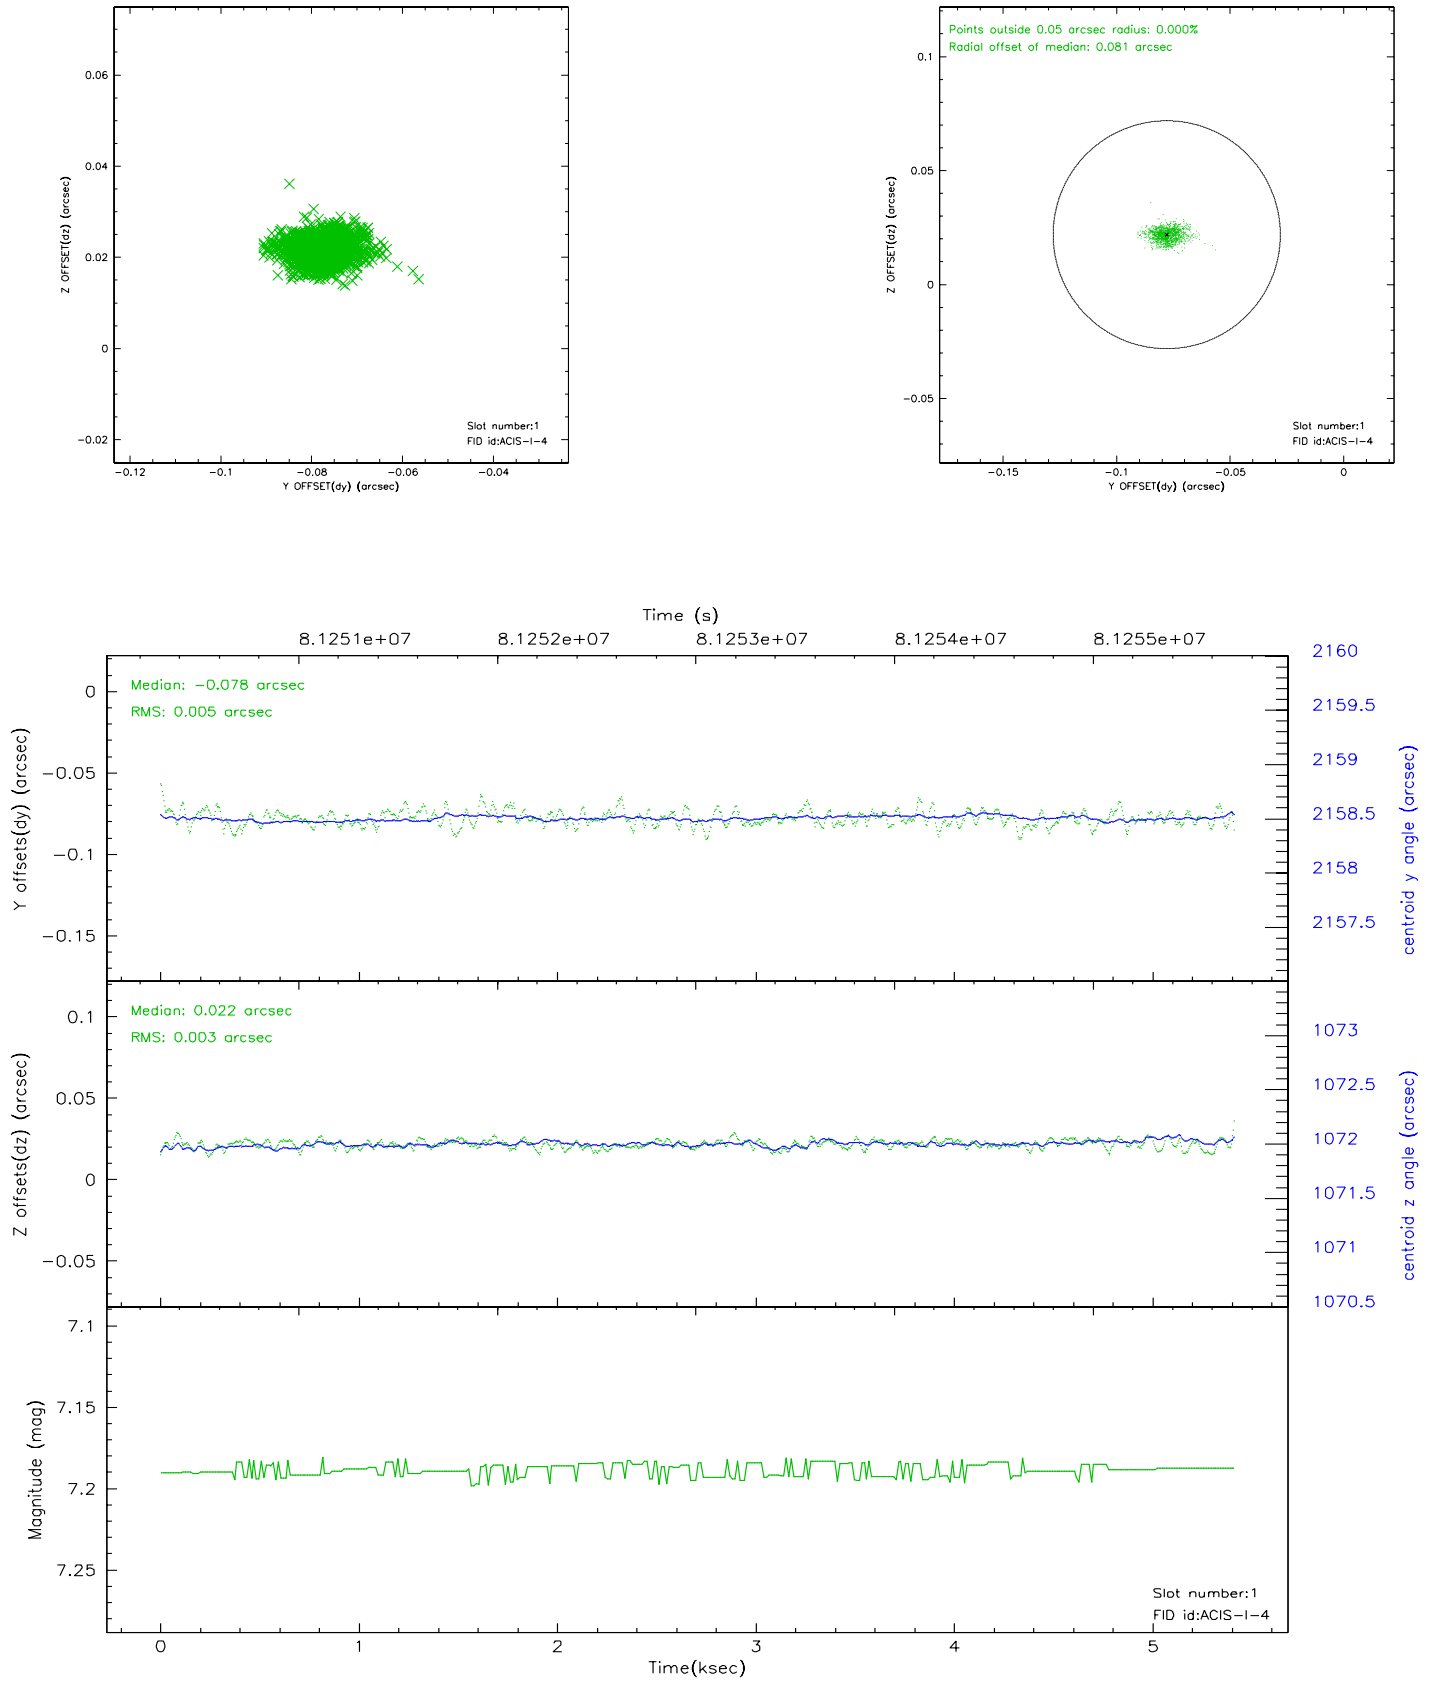 0.06
0.04
0.02
0
−0.02
Z OFFSET(dz) (arcsec)
Slot number:1
FID id:ACIS−I−4
−0.12 −0.1 −0.08 −0.06 −0.04
Y OFFSET(dy) (arcsec)
Points outside 0.05 arcsec radius: 0.000%
Radial offset of median: 0.081 arcsec
0.1
0.05
0
−0.05
Z OFFSET(dz) (arcsec)
Slot number:1
FID id:ACIS−I−4
−0.15 −0.1 −0.05 0
Y OFFSET(dy) (arcsec)
Time (s)
8.1251e+07 8.1252e+07 8.1253e+07 8.1254e+07 8.1255e+07
Median: −0.078 arcsec
RMS: 0.005 arcsec
0
−0.05
−0.1
−0.15
Y offsets(dy) (arcsec)
2160
2159.5
2159
2158.5
2158
2157.5
centroid y angle (arcsec)
Median: 0.022 arcsec
RMS: 0.003 arcsec
0.1
0.05
0
−0.05
Z offsets(dz) (arcsec)
1073
1072.5
1072
1071.5
1071
1070.5
centroid z angle (arcsec)
7.1
7.15
7.2
7.25
Magnitude (mag)
Slot number:1
FID id:ACIS−I−4
0 1 2 3 4 5
Time(ksec)